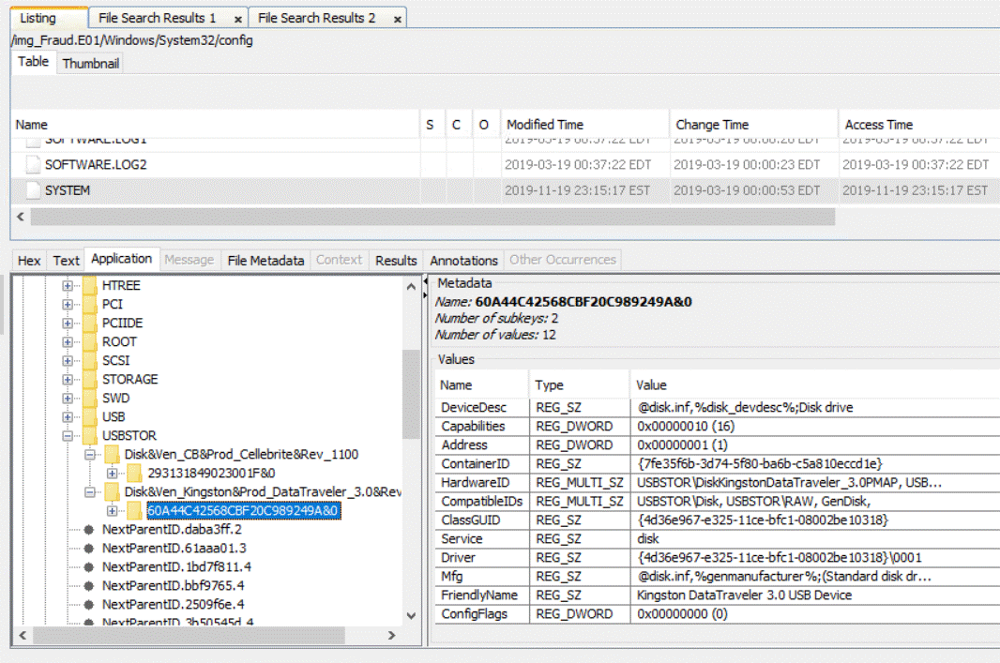 Listing File Search Results 1 x File Search Results 2 x
/img_Fraud.E01/Windows/System32/config
Table Thumbnail
Name S C O Modified Time Change Time Access Time
SOFTWARE.LOG1 2019-03-19 00:37:22 EDT 2019-03-19 00:00:20 EDT 2019-03-19 00:37:22 EDT
SOFTWARE.LOG2 2019-03-19 00:37:22 EDT 2019-03-19 00:00:23 EDT 2019-03-19 00:37:22 EDT
SYSTEM 2019-11-19 23:15:17 EST 2019-03-19 00:00:53 EDT 2019-11-19 23:15:17 EST
Hex Text Application Message File Metadata Context Results Annotations Other Occurrences
HTREE
PCI
PCIIDE
ROOT
SCSI
STORAGE
SWD
USB
USBSTOR
Disk&Ven_CB&Prod_Cellebrite&Rev_1100
293131849023001F&0
Disk&Ven_Kingston&Prod_DataTraveler_3.0&Rev
60A44C42568CBF20C989249A&0
NextParentID.daba3ff.2
NextParentID.61aaa01.3
NextParentID.1bd7f811.4
NextParentID.bbf9765.4
NextParentID.2509f6e.4
NextParentID.3b50545d.4
Metadata
Name: 60A44C42568CBF20C989249A&0
Number of subkeys: 2
Number of values: 12
Values
Name Type Value
DeviceDesc REG_SZ @disk.inf,%disk_devdesc%;Disk drive
Capabilities REG_DWORD 0x00000010 (16)
Address REG_DWORD 0x00000001 (1)
ContainerID REG_SZ {7fe35f6b-3d74-5f80-ba6b-c5a810eccd1e}
HardwareID REG_MULTI_SZ USBSTOR\DiskKingstonDataTraveler_3.0PMAP, USB...
CompatibleIDs REG_MULTI_SZ USBSTOR\Disk, USBSTOR\RAW, GenDisk,
ClassGUID REG_SZ {4d36e967-e325-11ce-bfc1-08002be10318}
Service REG_SZ disk
Driver REG_SZ {4d36e967-e325-11ce-bfc1-08002be10318}\0001
Mfg REG_SZ @disk.inf,%genmanufacturer%;(Standard disk dr...
FriendlyName REG_SZ Kingston DataTraveler 3.0 USB Device
ConfigFlags REG_DWORD 0x00000000 (0)